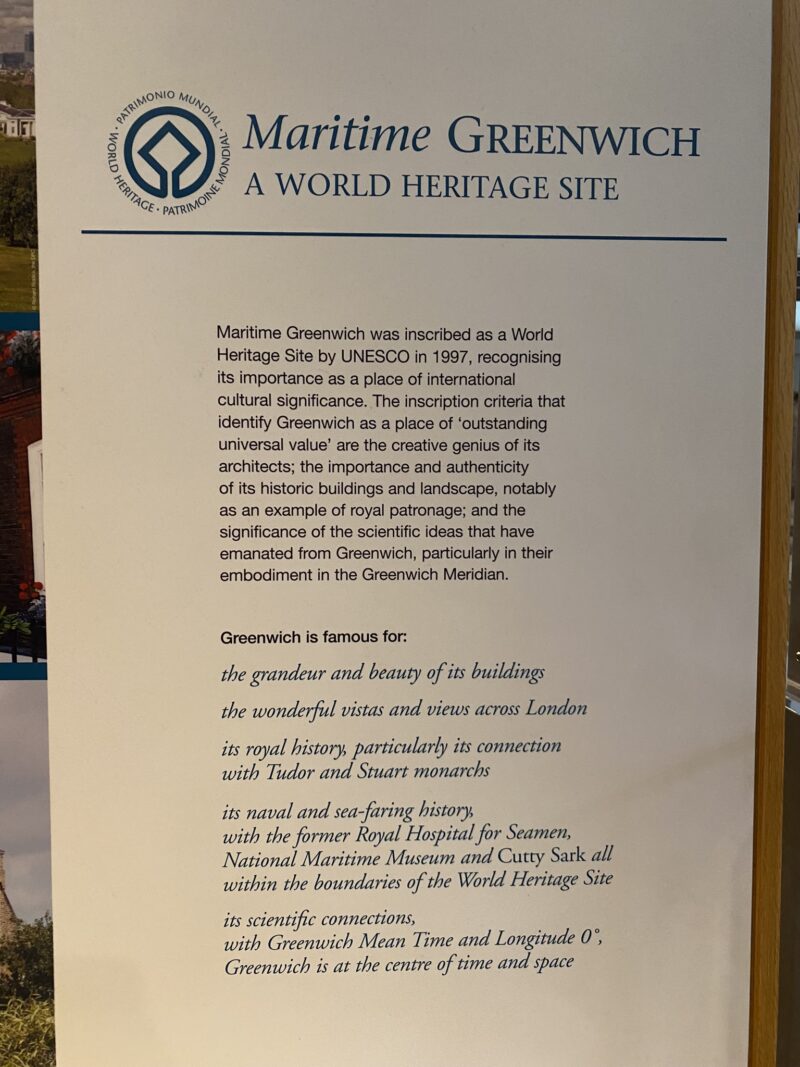 WORLD HERITAGE · PATRIMONIO MUNDIAL · PATRIMOINE MONDIAL ·
Maritime GREENWICH
A WORLD HERITAGE SITE
Maritime Greenwich was inscribed as a World
Heritage Site by UNESCO in 1997, recognising
its importance as a place of international
cultural significance. The inscription criteria that
identify Greenwich as a place of ‘outstanding
universal value’ are the creative genius of its
architects; the importance and authenticity
of its historic buildings and landscape, notably
as an example of royal patronage; and the
significance of the scientific ideas that have
emanated from Greenwich, particularly in their
embodiment in the Greenwich Meridian.
Greenwich is famous for:
the grandeur and beauty of its buildings
the wonderful vistas and views across London
its royal history, particularly its connection
with Tudor and Stuart monarchs
its naval and sea-faring history,
with the former Royal Hospital for Seamen,
National Maritime Museum and Cutty Sark all
within the boundaries of the World Heritage Site
its scientific connections,
with Greenwich Mean Time and Longitude 0°,
Greenwich is at the centre of time and space